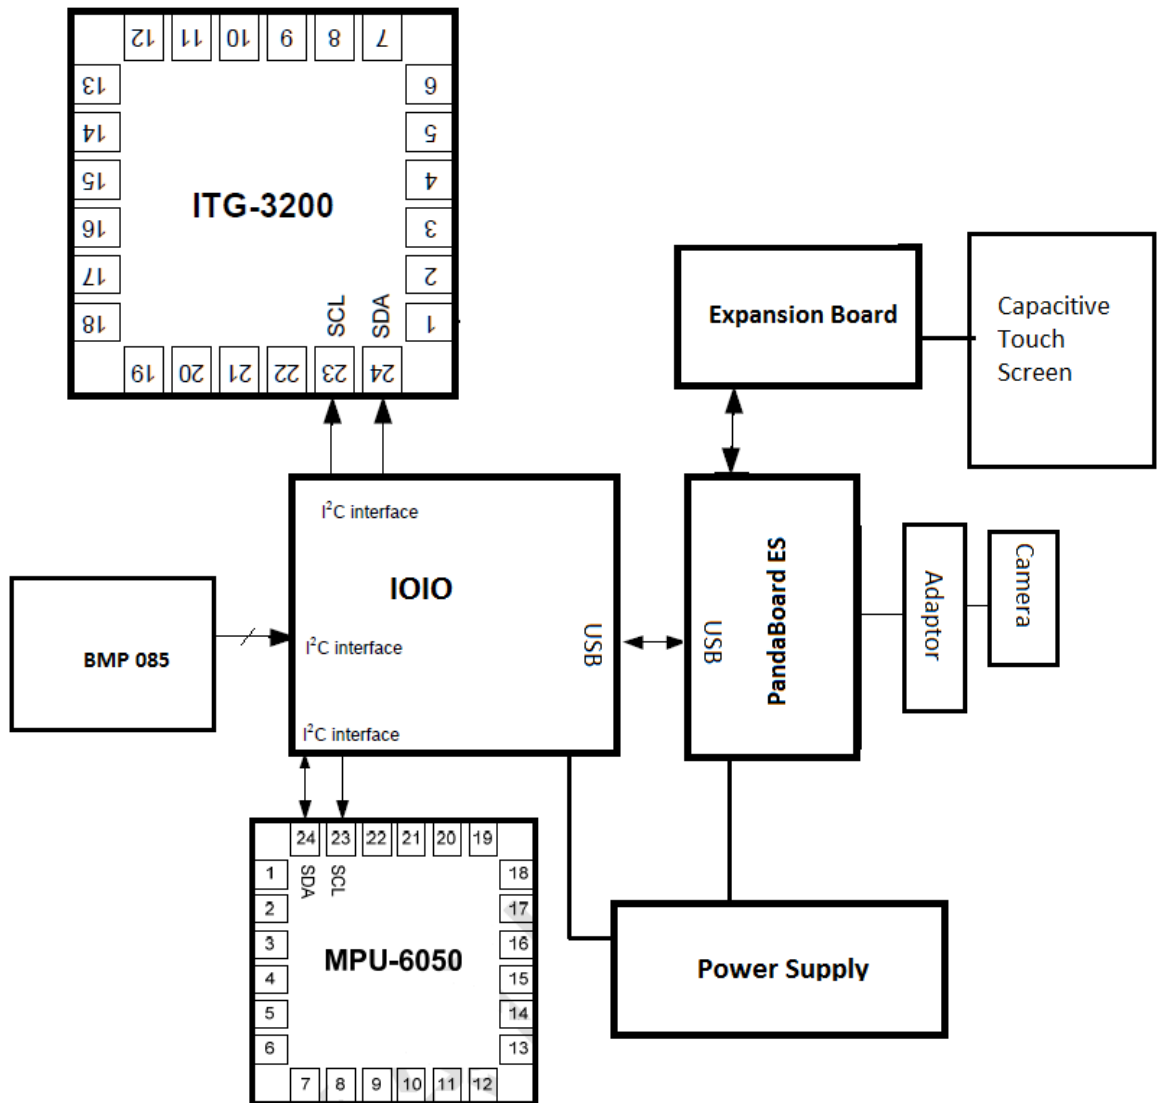 12 11 10 9 8 7
13
14
15
16
17
18
6
5
4
3
2
1
ITG-3200
SCL
SDA
19 20 21 22 23 24
Expansion Board
Capacitive
Touch
Screen
I²C interface
IOIO
I²C interface
I²C interface
USB
BMP 085
USB
PandaBoard ES
Adaptor
Camera
24 23 22 21 20 19
SDA
SCL
1
2
3
4
5
6
18
17
16
15
14
13
MPU-6050
7 8 9 10 11 12
Power Supply